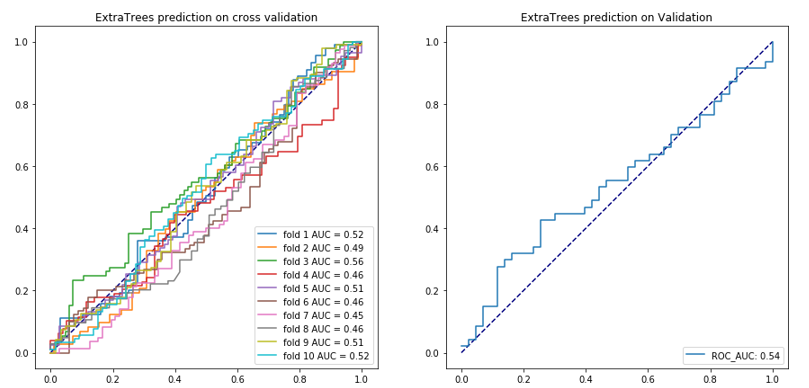 ExtraTrees prediction on cross validation
1.0
0.8
0.6
0.4
0.2
0.0
0.0 0.2 0.4 0.6 0.8 1.0
fold 1 AUC = 0.52
fold 2 AUC = 0.49
fold 3 AUC = 0.56
fold 4 AUC = 0.46
fold 5 AUC = 0.51
fold 6 AUC = 0.46
fold 7 AUC = 0.45
fold 8 AUC = 0.46
fold 9 AUC = 0.51
fold 10 AUC = 0.52
ExtraTrees prediction on Validation
1.0
0.8
0.6
0.4
0.2
0.0
0.0 0.2 0.4 0.6 0.8 1.0
ROC_AUC: 0.54